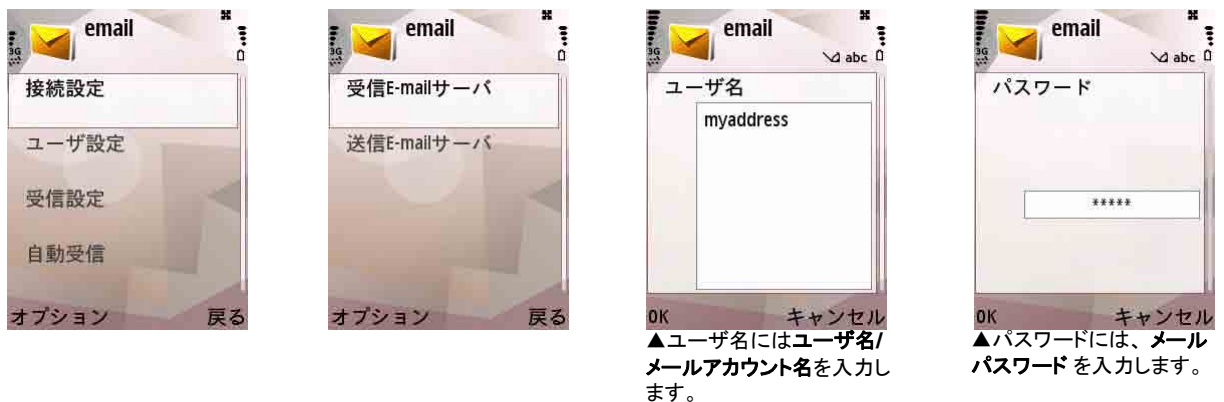 email
3G
接続設定
ユーザ設定
受信設定
自動受信
オプション 戻る
email
3G
受信E-mailサーバ
送信E-mailサーバ
オプション 戻る
email
3G
abc
ユーザ名
myaddress
OK キャンセル
▲ユーザ名にはユーザ名/
メールアカウント名を入力し
ます。
email
3G
abc
パスワード
*****
OK キャンセル
▲パスワードには、メール
パスワード を入力します。